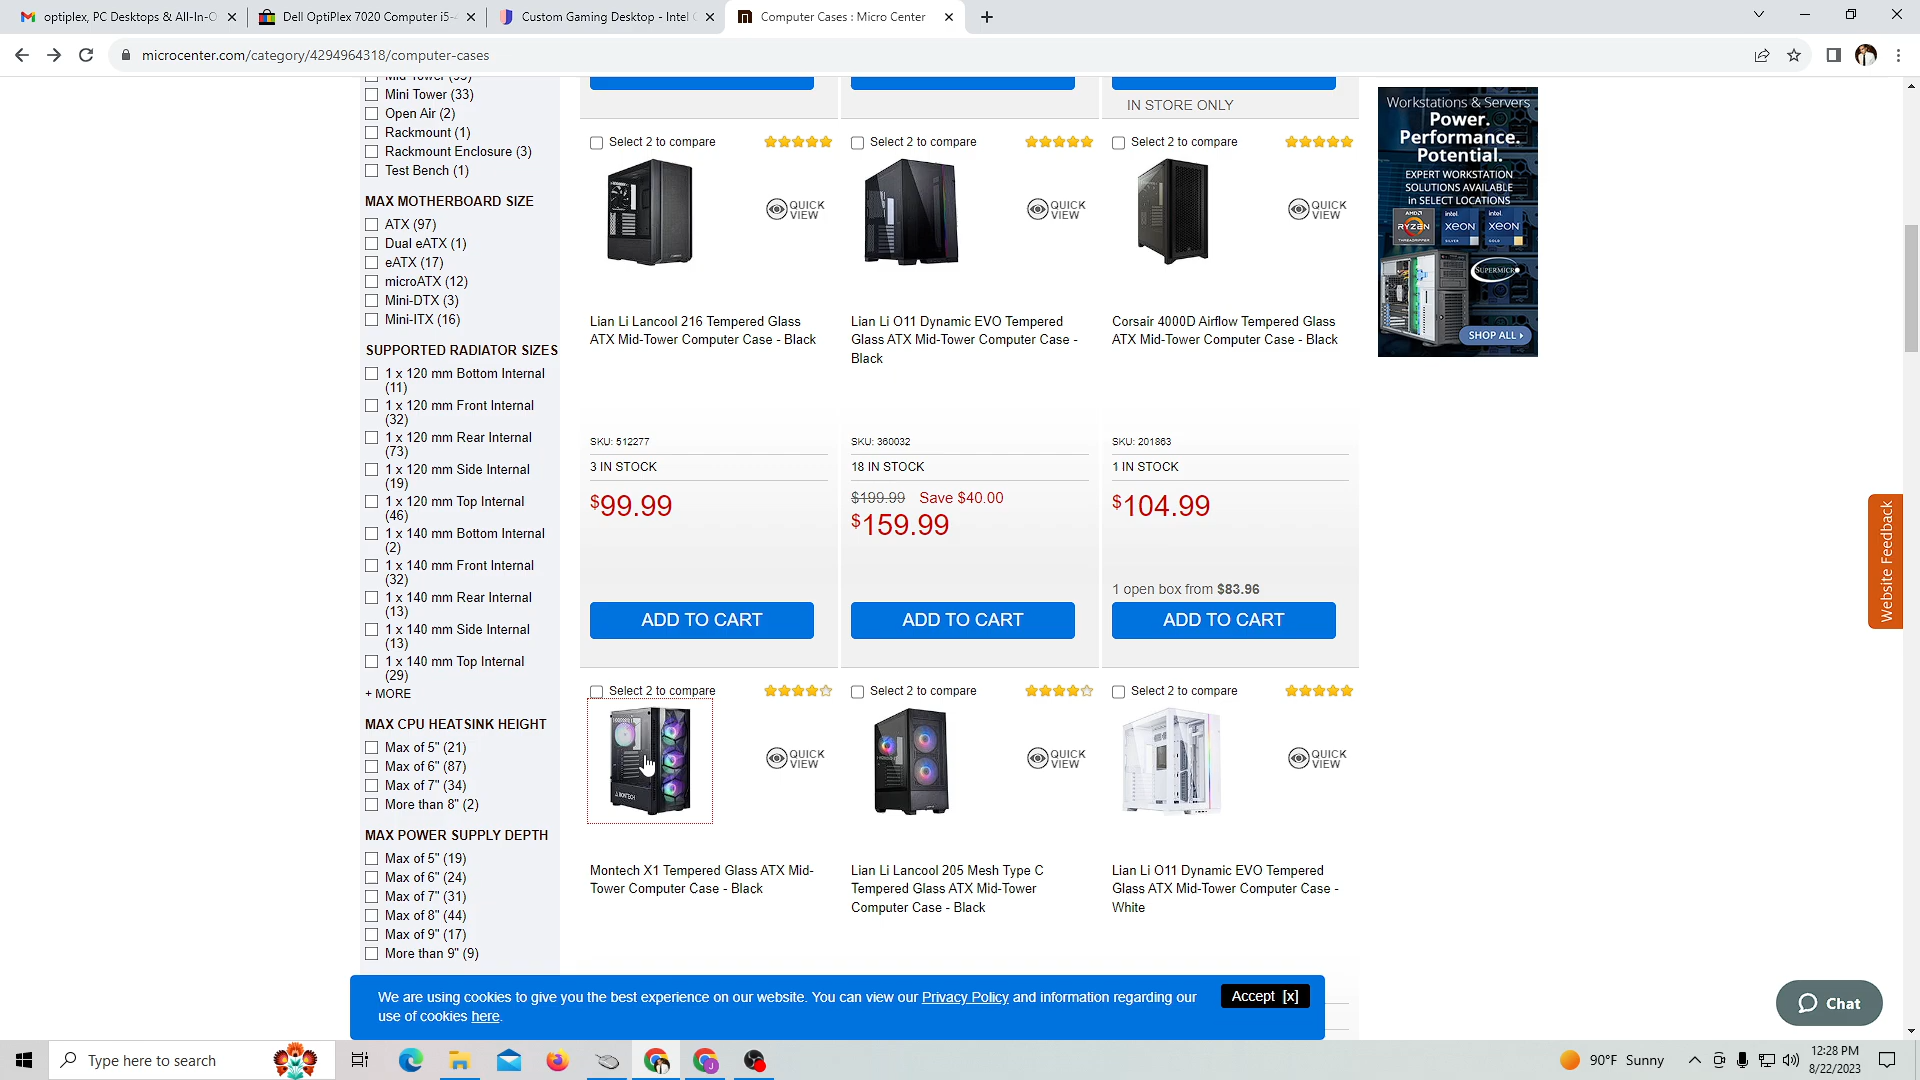 optiplex, PC Desktops & All-In-O
Dell OptiPlex 7020 Computer i5-
Custom Gaming Desktop - Intel
Computer Cases : Micro Center
microcenter.com/category/4294964318/computer-cases
Mini Tower (33)
Open Air (2)
Rackmount (1)
Rackmount Enclosure (3)
Test Bench (1)
MAX MOTHERBOARD SIZE
ATX (97)
Dual eATX (1)
eATX (17)
microATX (12)
Mini-DTX (3)
Mini-ITX (16)
SUPPORTED RADIATOR SIZES
1 x 120 mm Bottom Internal
(11)
1 x 120 mm Front Internal
(32)
1 x 120 mm Rear Internal
(73)
1 x 120 mm Side Internal
(19)
1 x 120 mm Top Internal
(46)
1 x 140 mm Bottom Internal
(2)
1 x 140 mm Front Internal
(32)
1 x 140 mm Rear Internal
(13)
1 x 140 mm Side Internal
(13)
1 x 140 mm Top Internal
(29)
+ MORE
MAX CPU HEATSINK HEIGHT
Max of 5" (21)
Max of 6" (87)
Max of 7" (34)
More than 8" (2)
MAX POWER SUPPLY DEPTH
Max of 5" (19)
Max of 6" (24)
Max of 7" (31)
Max of 8" (44)
Max of 9" (17)
More than 9" (9)
IN STORE ONLY
Select 2 to compare
QUICK
VIEW
Lian Li Lancool 216 Tempered Glass
ATX Mid-Tower Computer Case - Black
SKU: 512277
3 IN STOCK
$99.99
ADD TO CART
Select 2 to compare
QUICK
VIEW
Lian Li O11 Dynamic EVO Tempered
Glass ATX Mid-Tower Computer Case -
Black
SKU: 360032
18 IN STOCK
$199.99 Save $40.00
$159.99
ADD TO CART
Select 2 to compare
QUICK
VIEW
Corsair 4000D Airflow Tempered Glass
ATX Mid-Tower Computer Case - Black
SKU: 201863
1 IN STOCK
$104.99
1 open box from $83.96
ADD TO CART
Select 2 to compare
MONTECH
QUICK
VIEW
Montech X1 Tempered Glass ATX Mid-
Tower Computer Case - Black
Select 2 to compare
QUICK
VIEW
Lian Li Lancool 205 Mesh Type C
Tempered Glass ATX Mid-Tower
Computer Case - Black
Select 2 to compare
QUICK
VIEW
Lian Li O11 Dynamic EVO Tempered
Glass ATX Mid-Tower Computer Case -
White
Workstations & Servers
Power.
Performance.
Potential.
EXPERT WORKSTATION
SOLUTIONS AVAILABLE
in SELECT LOCATIONS
AMD
RYZEN
THREADRIPPER
intel
XEON
SILVER
intel
XEON
GOLD
SUPERMICRO
SHOP ALL
Website Feedback
We are using cookies to give you the best experience on our website. You can view our Privacy Policy and information regarding our
use of cookies here.
Accept [x]
Chat
Type here to search
90°F Sunny
12:28 PM
8/22/2023